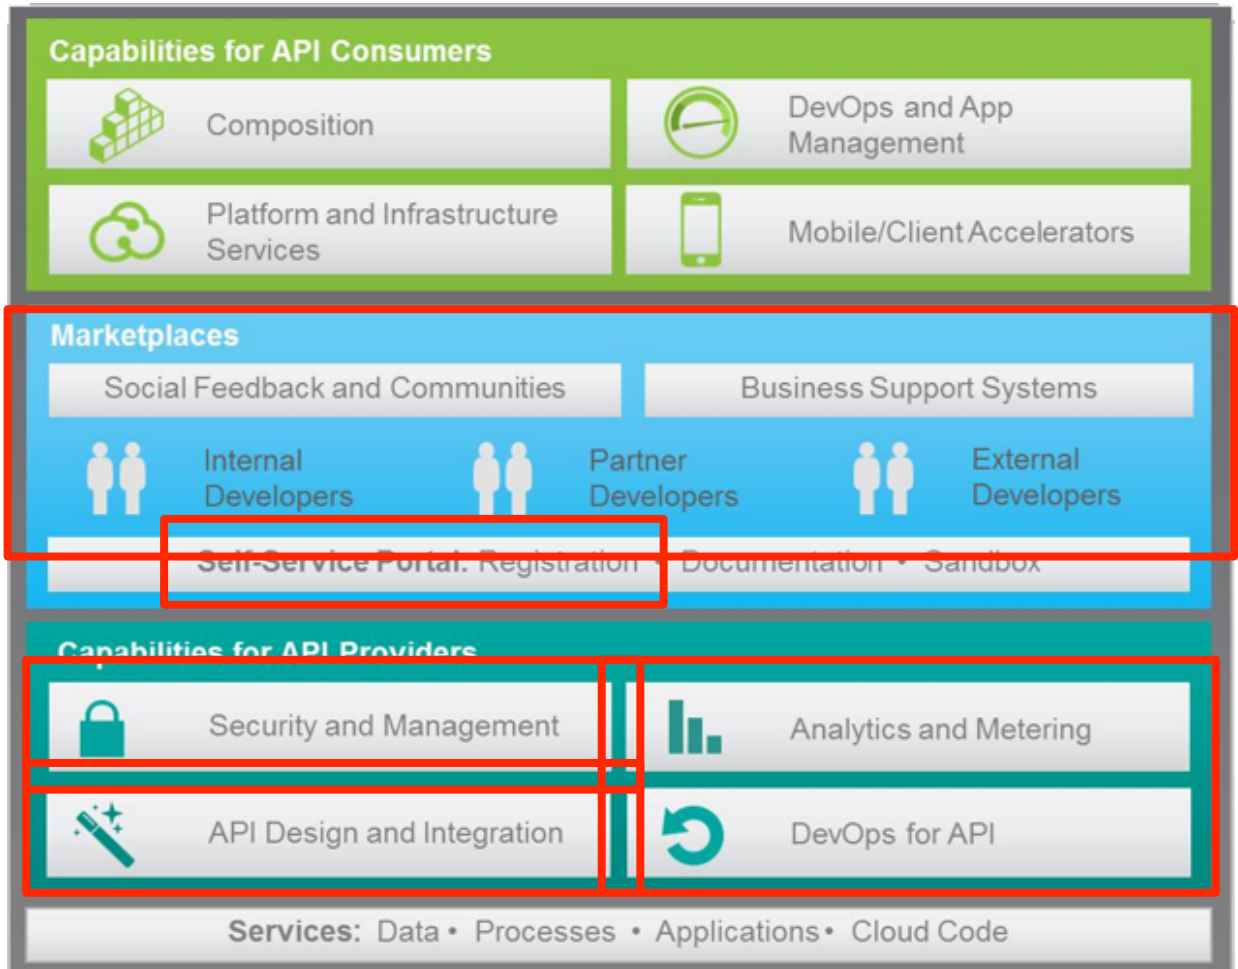 Capabilities for API Consumers
Composition
DevOps and App
Management
Platform and Infrastructure
Services
Mobile/Client Accelerators
Marketplaces
Social Feedback and Communities
Business Support Systems
Internal
Developers
Partner
Developers
External
Developers
Self-Service Portal: Registration • Documentation • Sandbox
Capabilities for API Providers
Security and Management
Analytics and Metering
API Design and Integration
DevOps for API
Services: Data • Processes • Applications • Cloud Code